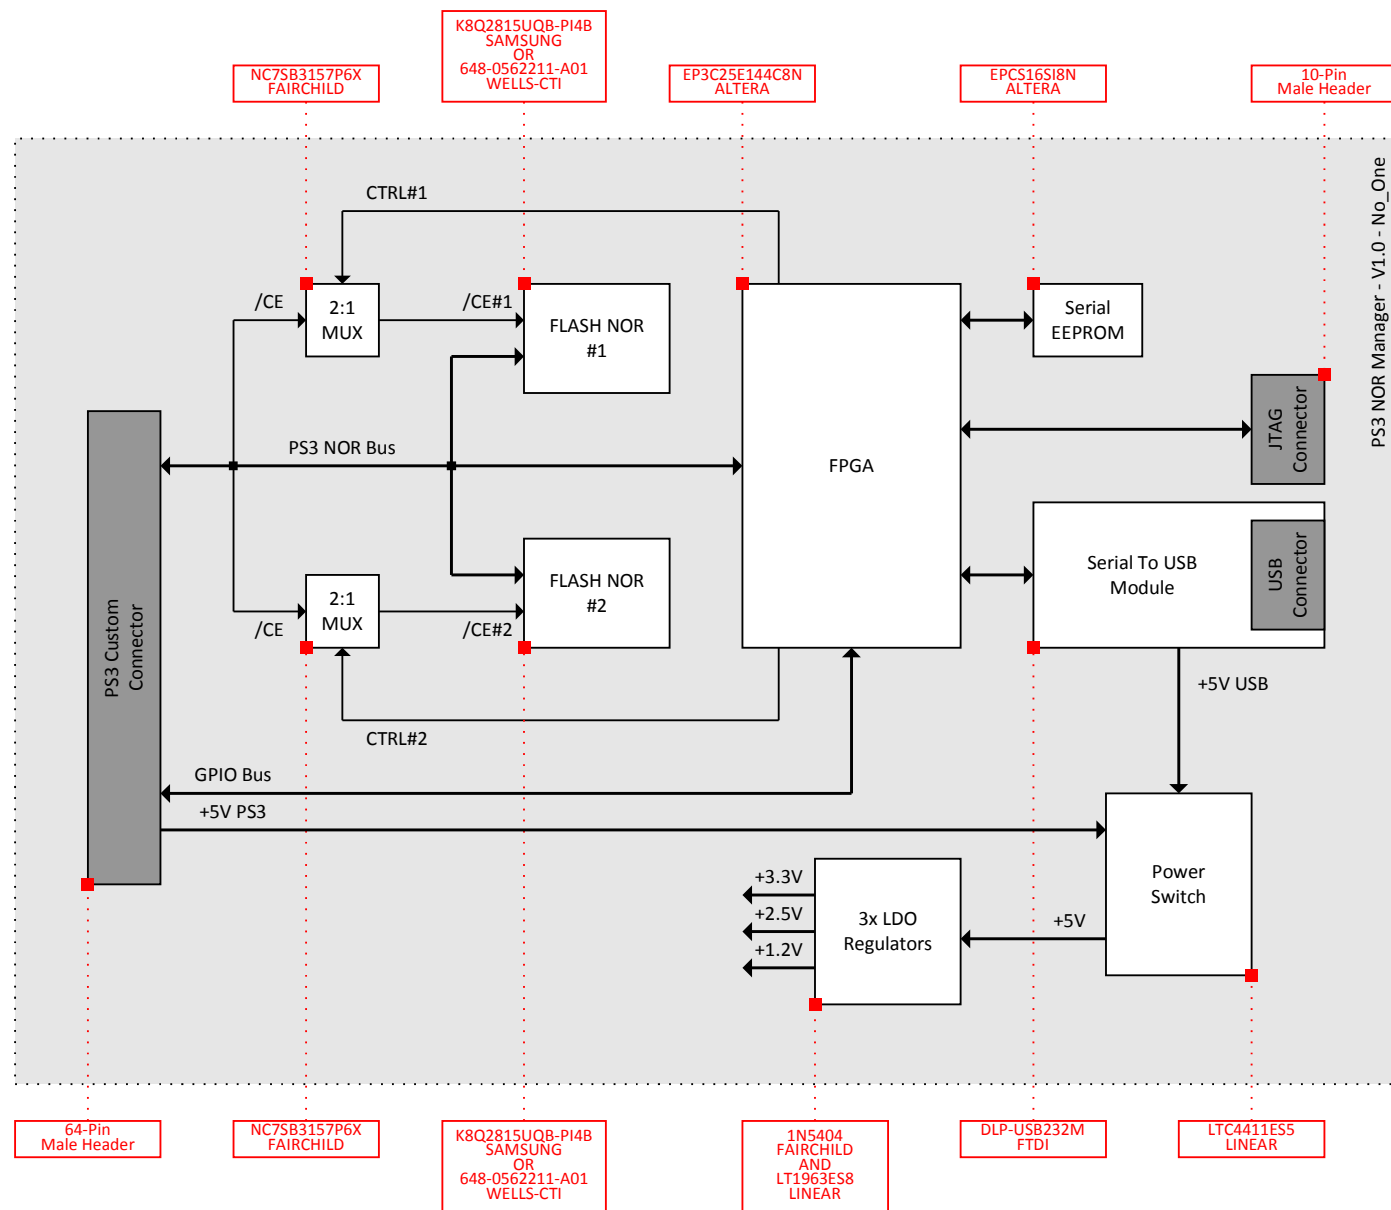 K8Q2815UQB-PI4B
SAMSUNG
OR
648-0562211-A01
WELLS-CTI
NC7SB3157P6X
FAIRCHILD
EP3C25E144C8N
ALTERA
EPCS16SI8N
ALTERA
10-Pin
Male Header
PS3 NOR Manager - V1.0 - No_One
CTRL#1
/CE
2:1
MUX
/CE#1
FLASH NOR
#1
Serial
EEPROM
JTAG
Connector
PS3 NOR Bus
FPGA
PS3 Custom
Connector
2:1
MUX
/CE
/CE#2
FLASH NOR
#2
Serial To USB
Module
USB
Connector
+5V USB
CTRL#2
GPIO Bus
+5V PS3
Power
Switch
+3.3V
+2.5V
+1.2V
3x LDO
Regulators
+5V
64-Pin
Male Header
NC7SB3157P6X
FAIRCHILD
K8Q2815UQB-PI4B
SAMSUNG
OR
648-0562211-A01
WELLS-CTI
1N5404
FAIRCHILD
AND
LT1963ES8
LINEAR
DLP-USB232M
FTDI
LTC4411ES5
LINEAR